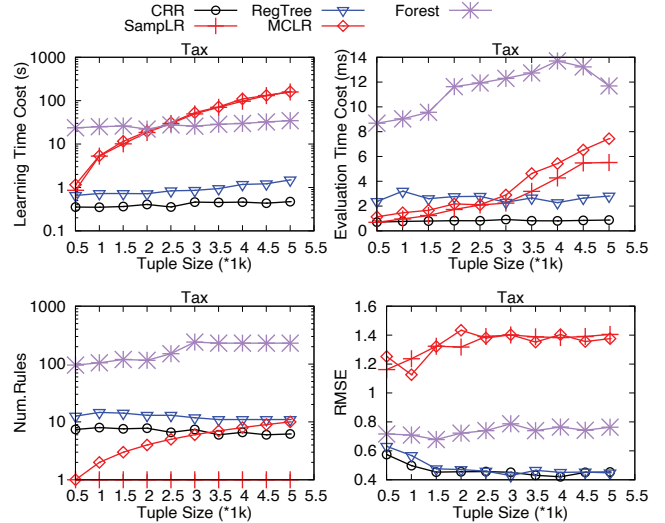 CRR RegTree Forest
SampLR MCLR
Tax
Learning Time Cost (s)
1000
100
10
1
0.1
0.5 1 1.5 2 2.5 3 3.5 4 4.5 5 5.5
Tuple Size (*1k)
Tax
Evaluation Time Cost (ms)
14
12
10
8
6
4
2
0
0.5 1 1.5 2 2.5 3 3.5 4 4.5 5 5.5
Tuple Size (*1k)
Tax
Num.Rules
1000
100
10
1
0.5 1 1.5 2 2.5 3 3.5 4 4.5 5 5.5
Tuple Size (*1k)
Tax
RMSE
1.6
1.4
1.2
1
0.8
0.6
0.4
0.5 1 1.5 2 2.5 3 3.5 4 4.5 5 5.5
Tuple Size (*1k)